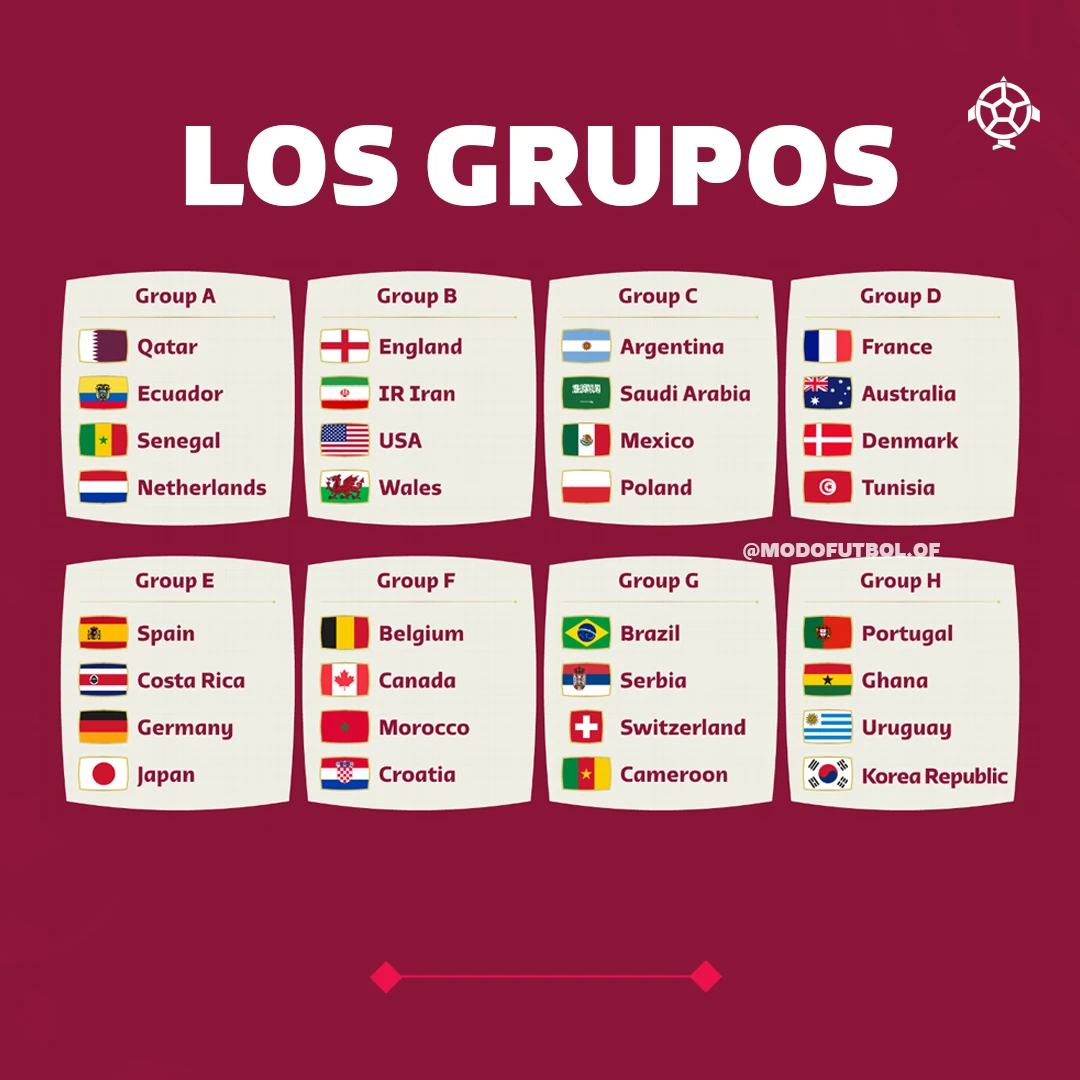 LOS GRUPOS
Group A
Qatar
Ecuador
Senegal
Netherlands
Group B
England
IR Iran
USA
Wales
Group C
Argentina
Saudi Arabia
Mexico
Poland
Group D
France
Australia
Denmark
Tunisia
@MODOFUTBOL.OF
Group E
Spain
Costa Rica
Germany
Japan
Group F
Belgium
Canada
Morocco
Croatia
Group G
Brazil
Serbia
Switzerland
Cameroon
Group H
Portugal
Ghana
Uruguay
Korea Republic